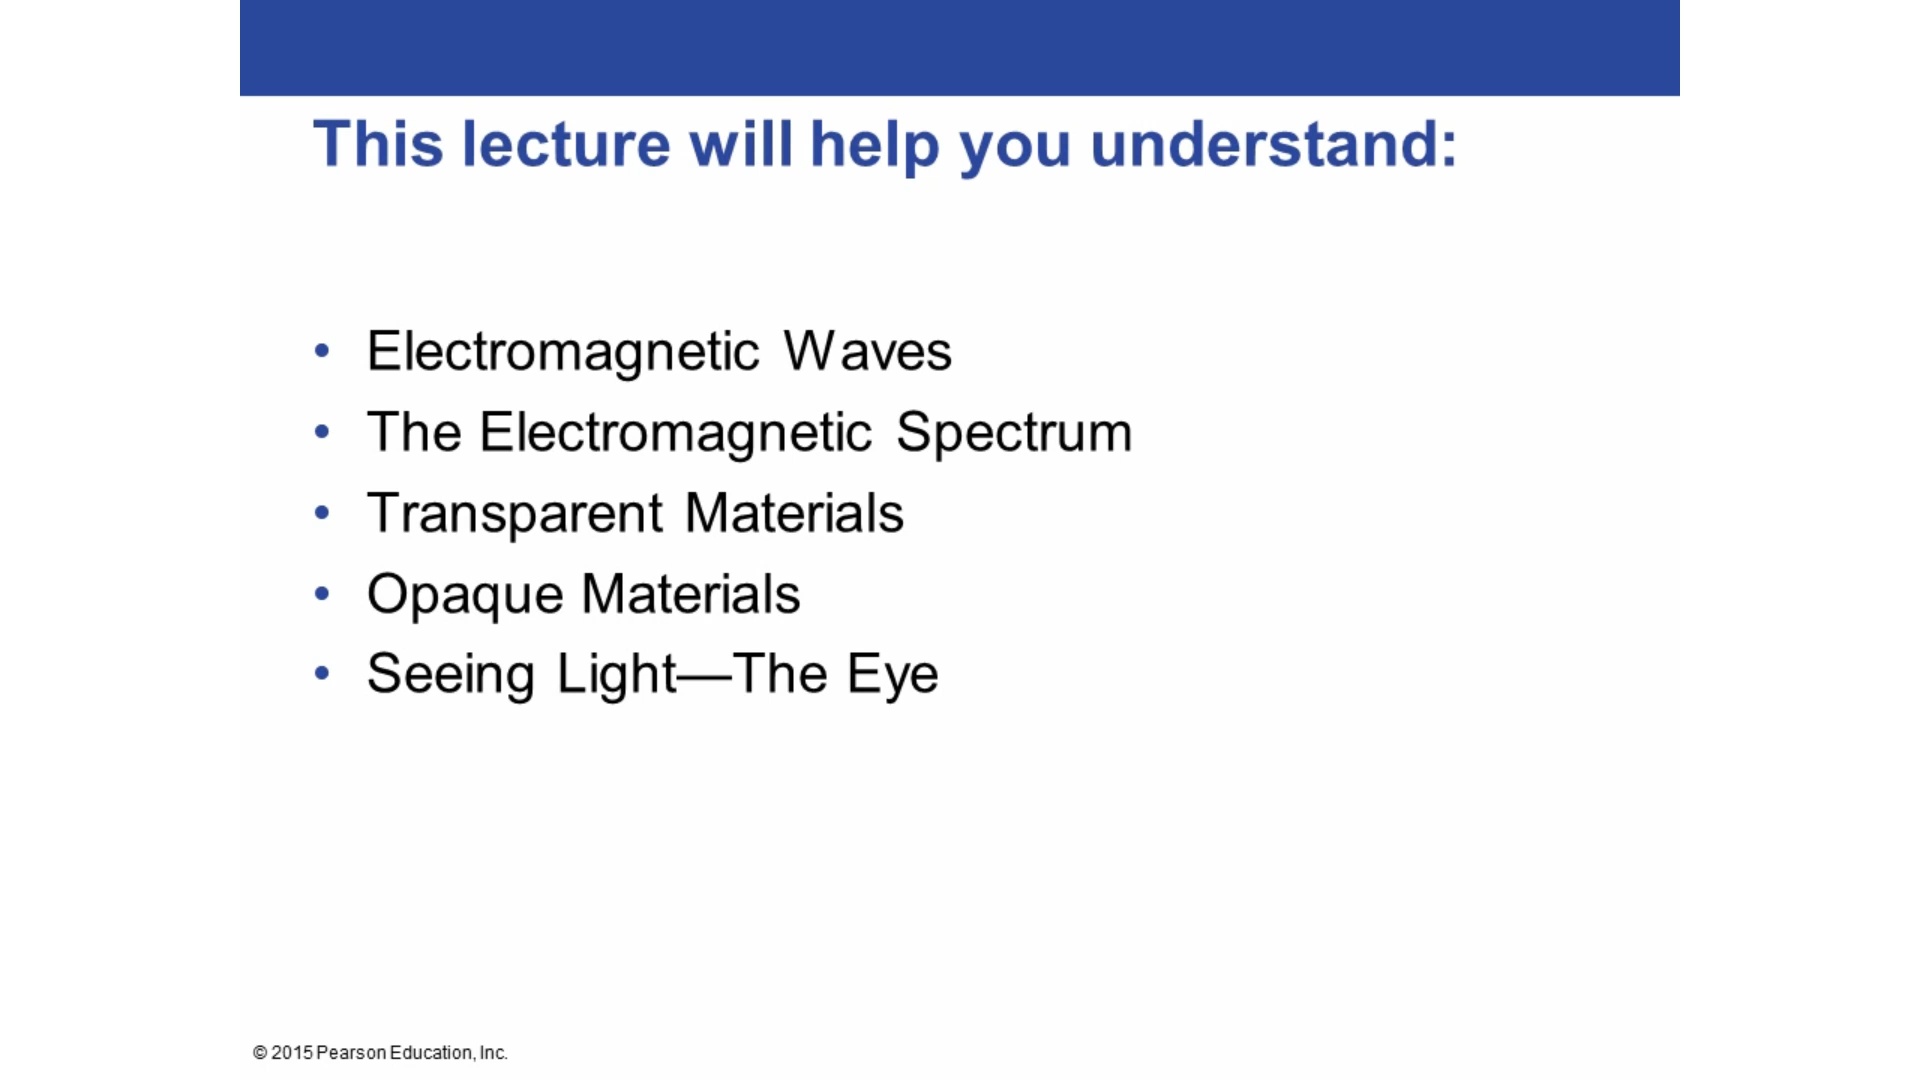 This lecture will help you understand:
• Electromagnetic Waves
• The Electromagnetic Spectrum
• Transparent Materials
• Opaque Materials
• Seeing Light—The Eye
© 2015 Pearson Education, Inc.